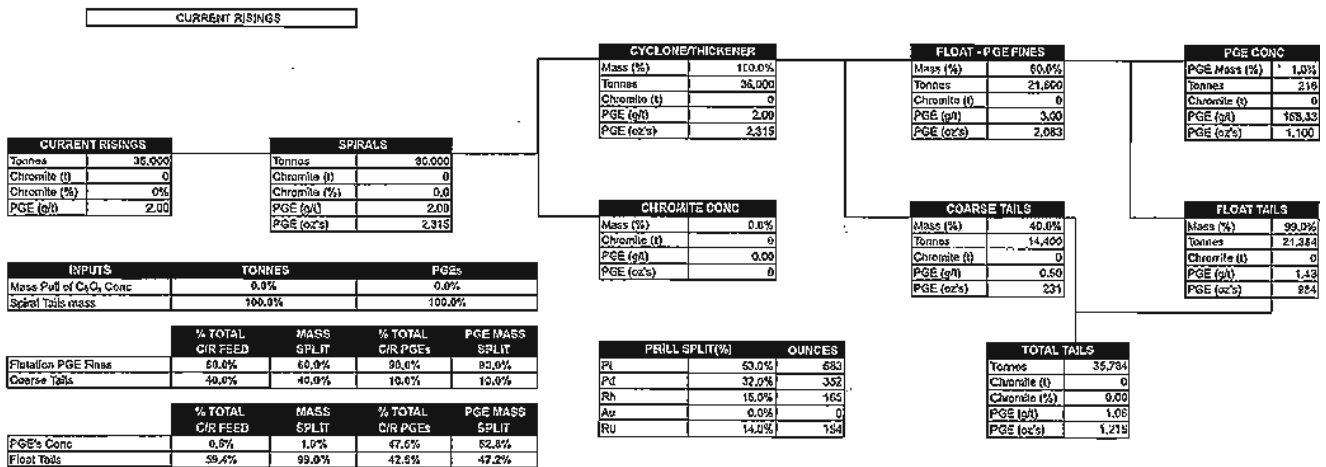 CURRENT RISINGS
CYCLONE/THICKENER
Mass (%) 100.0%
Tonnes 36,000
Chromite (t) 0
PGE (g/t) 2.00
PGE (oz's) 2,315
FLOAT - PGE FINES
Mass (%) 60.0%
Tonnes 21,600
Chromite (t) 0
PGE (g/t) 3.00
PGE (oz's) 2,083
PGE CONC
PGE Mass (%) 1.0%
Tonnes 216
Chromite (t) 0
PGE (g/t) 158.33
PGE (oz's) 1,100
CURRENT RISINGS
Tonnes 36,000
Chromite (t) 0
Chromite (%) 0%
PGE (g/t) 2.00
SPIRALS
Tonnes 36,000
Chromite (t) 0
Chromite (%) 0.0
PGE (g/t) 2.00
PGE (oz's) 2,315
CHROMITE CONC
Mass (%) 0.0%
Chromite (t) 0
PGE (g/t) 0.00
PGE (oz's) 0
COARSE TAILS
Mass (%) 40.0%
Tonnes 14,400
Chromite (t) 0
PGE (g/t) 0.50
PGE (oz's) 231
FLOAT TAILS
Mass (%) 99.0%
Tonnes 21,384
Chromite (t) 0
PGE (g/t) 1.43
PGE (oz's) 984
INPUTS TONNES PGEs
Mass Pull of Conc 0.0% 0.0%
Spiral Tails mass 100.0% 100.0%
% TOTAL MASS % TOTAL PGE MASS
C/R FEED SPLIT C/R PGEs SPLIT
Flotation PGE Fines 60.0% 60.0% 90.0% 90.0%
Coarse Tails 40.0% 40.0% 10.0% 10.0%
% TOTAL MASS % TOTAL PGE MASS
C/R FEED SPLIT C/R PGEs SPLIT
PGE's Conc 0.6% 1.0% 47.5% 52.8%
Float Tails 59.4% 99.0% 42.5% 47.2%
PRILL SPLIT(%) OUNCES
Pt 53.0% 583
Pd 32.0% 352
Rh 15.0% 165
Au 0.0% 0
Ru 14.0% 154
TOTAL TAILS
Tonnes 35,784
Chromite (t) 0
Chromite (%) 0.00
PGE (g/t) 1.06
PGE (oz's) 1,215